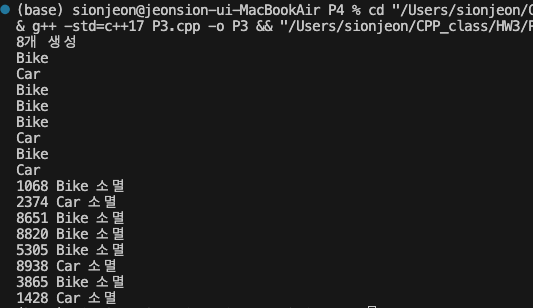 (base) sionjeon@jeonsion-ui-MacBookAir P4 % cd "/Users/sionjeon/C
& g++ -std=c++17 P3.cpp -o P3 && "/Users/sionjeon/CPP_class/HW3/P
8개 생성
Bike
Car
Bike
Bike
Bike
Car
Bike
Car
1068 Bike 소멸
2374 Car 소멸
8651 Bike 소멸
8820 Bike 소멸
5305 Bike 소멸
8938 Car 소멸
3865 Bike 소멸
1428 Car 소멸